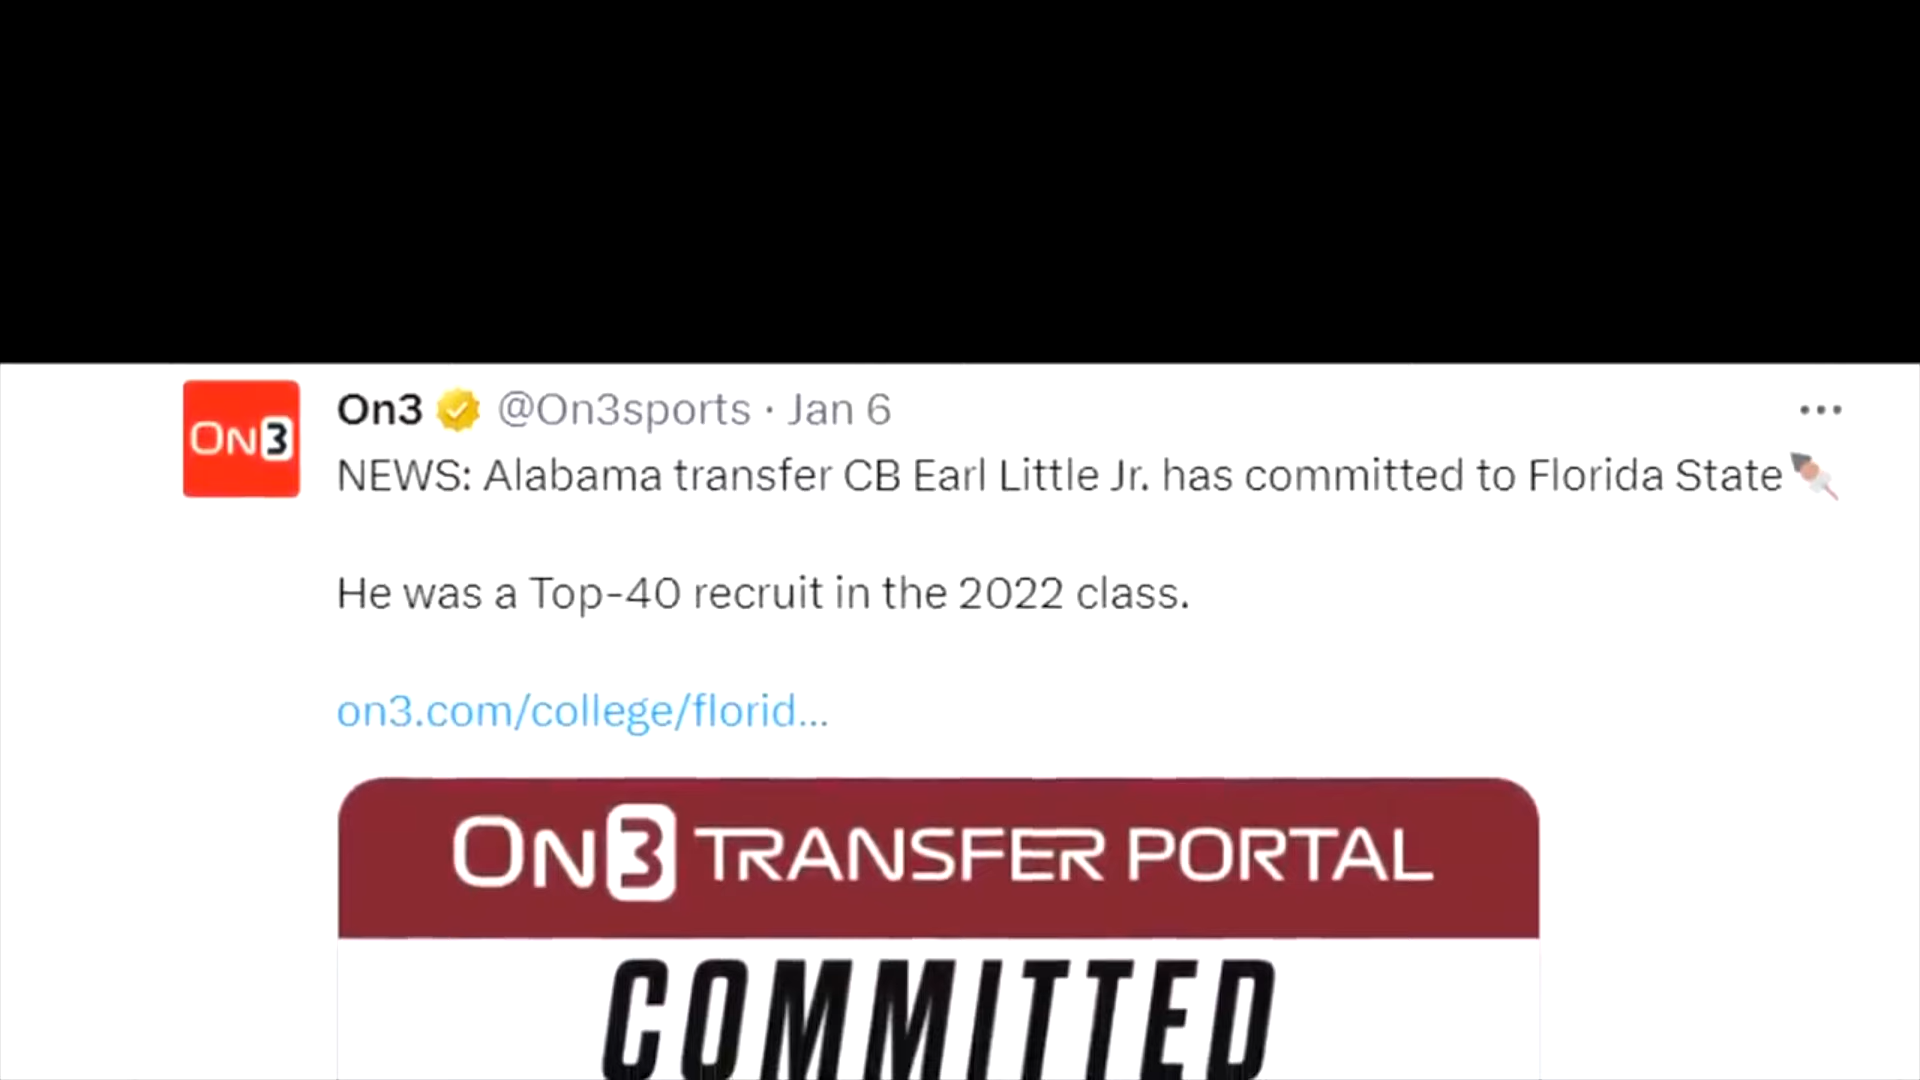 ON3
On3 @On3sports · Jan 6
NEWS: Alabama transfer CB Earl Little Jr. has committed to Florida State
He was a Top-40 recruit in the 2022 class.
on3.com/college/florid...
ON3 TRANSFER PORTAL
COMMITTED